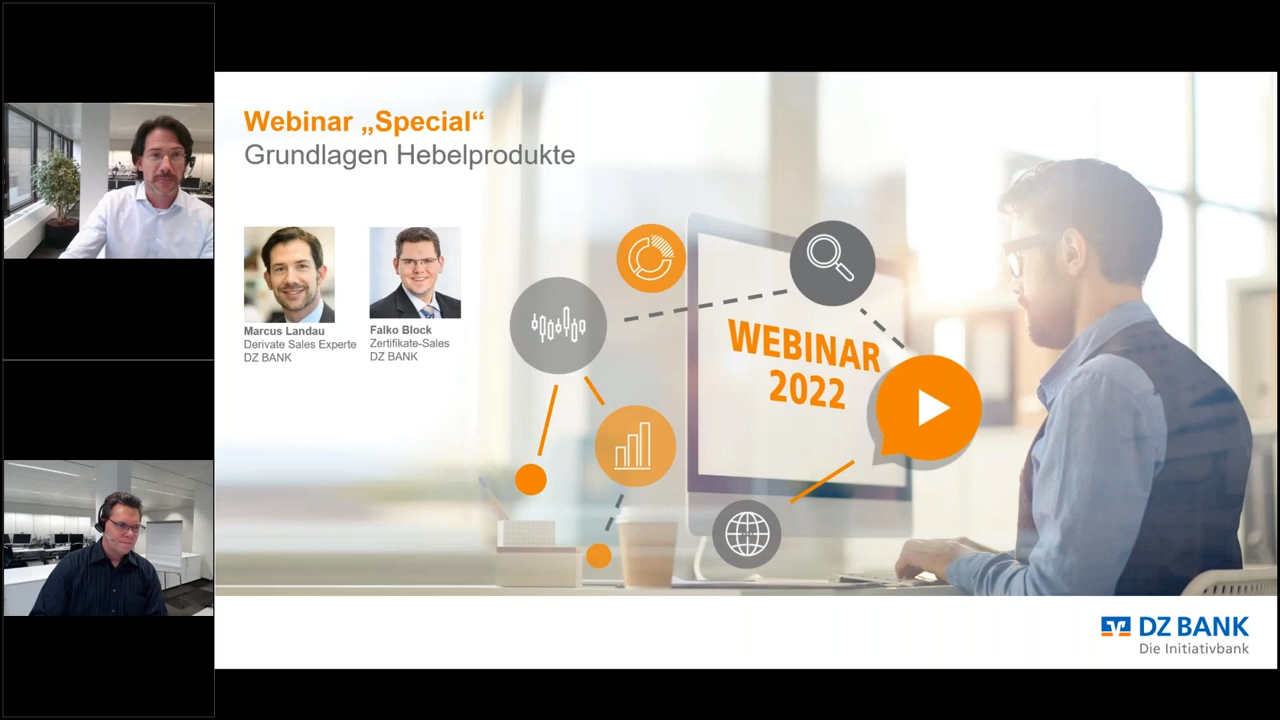 Webinar „Special“
Grundlagen Hebelprodukte
Marcus Landau
Derivate Sales Experte
DZ BANK
Falko Block
Zertifikate-Sales
DZ BANK
WEBINAR
2022
DZ BANK
Die Initiativbank